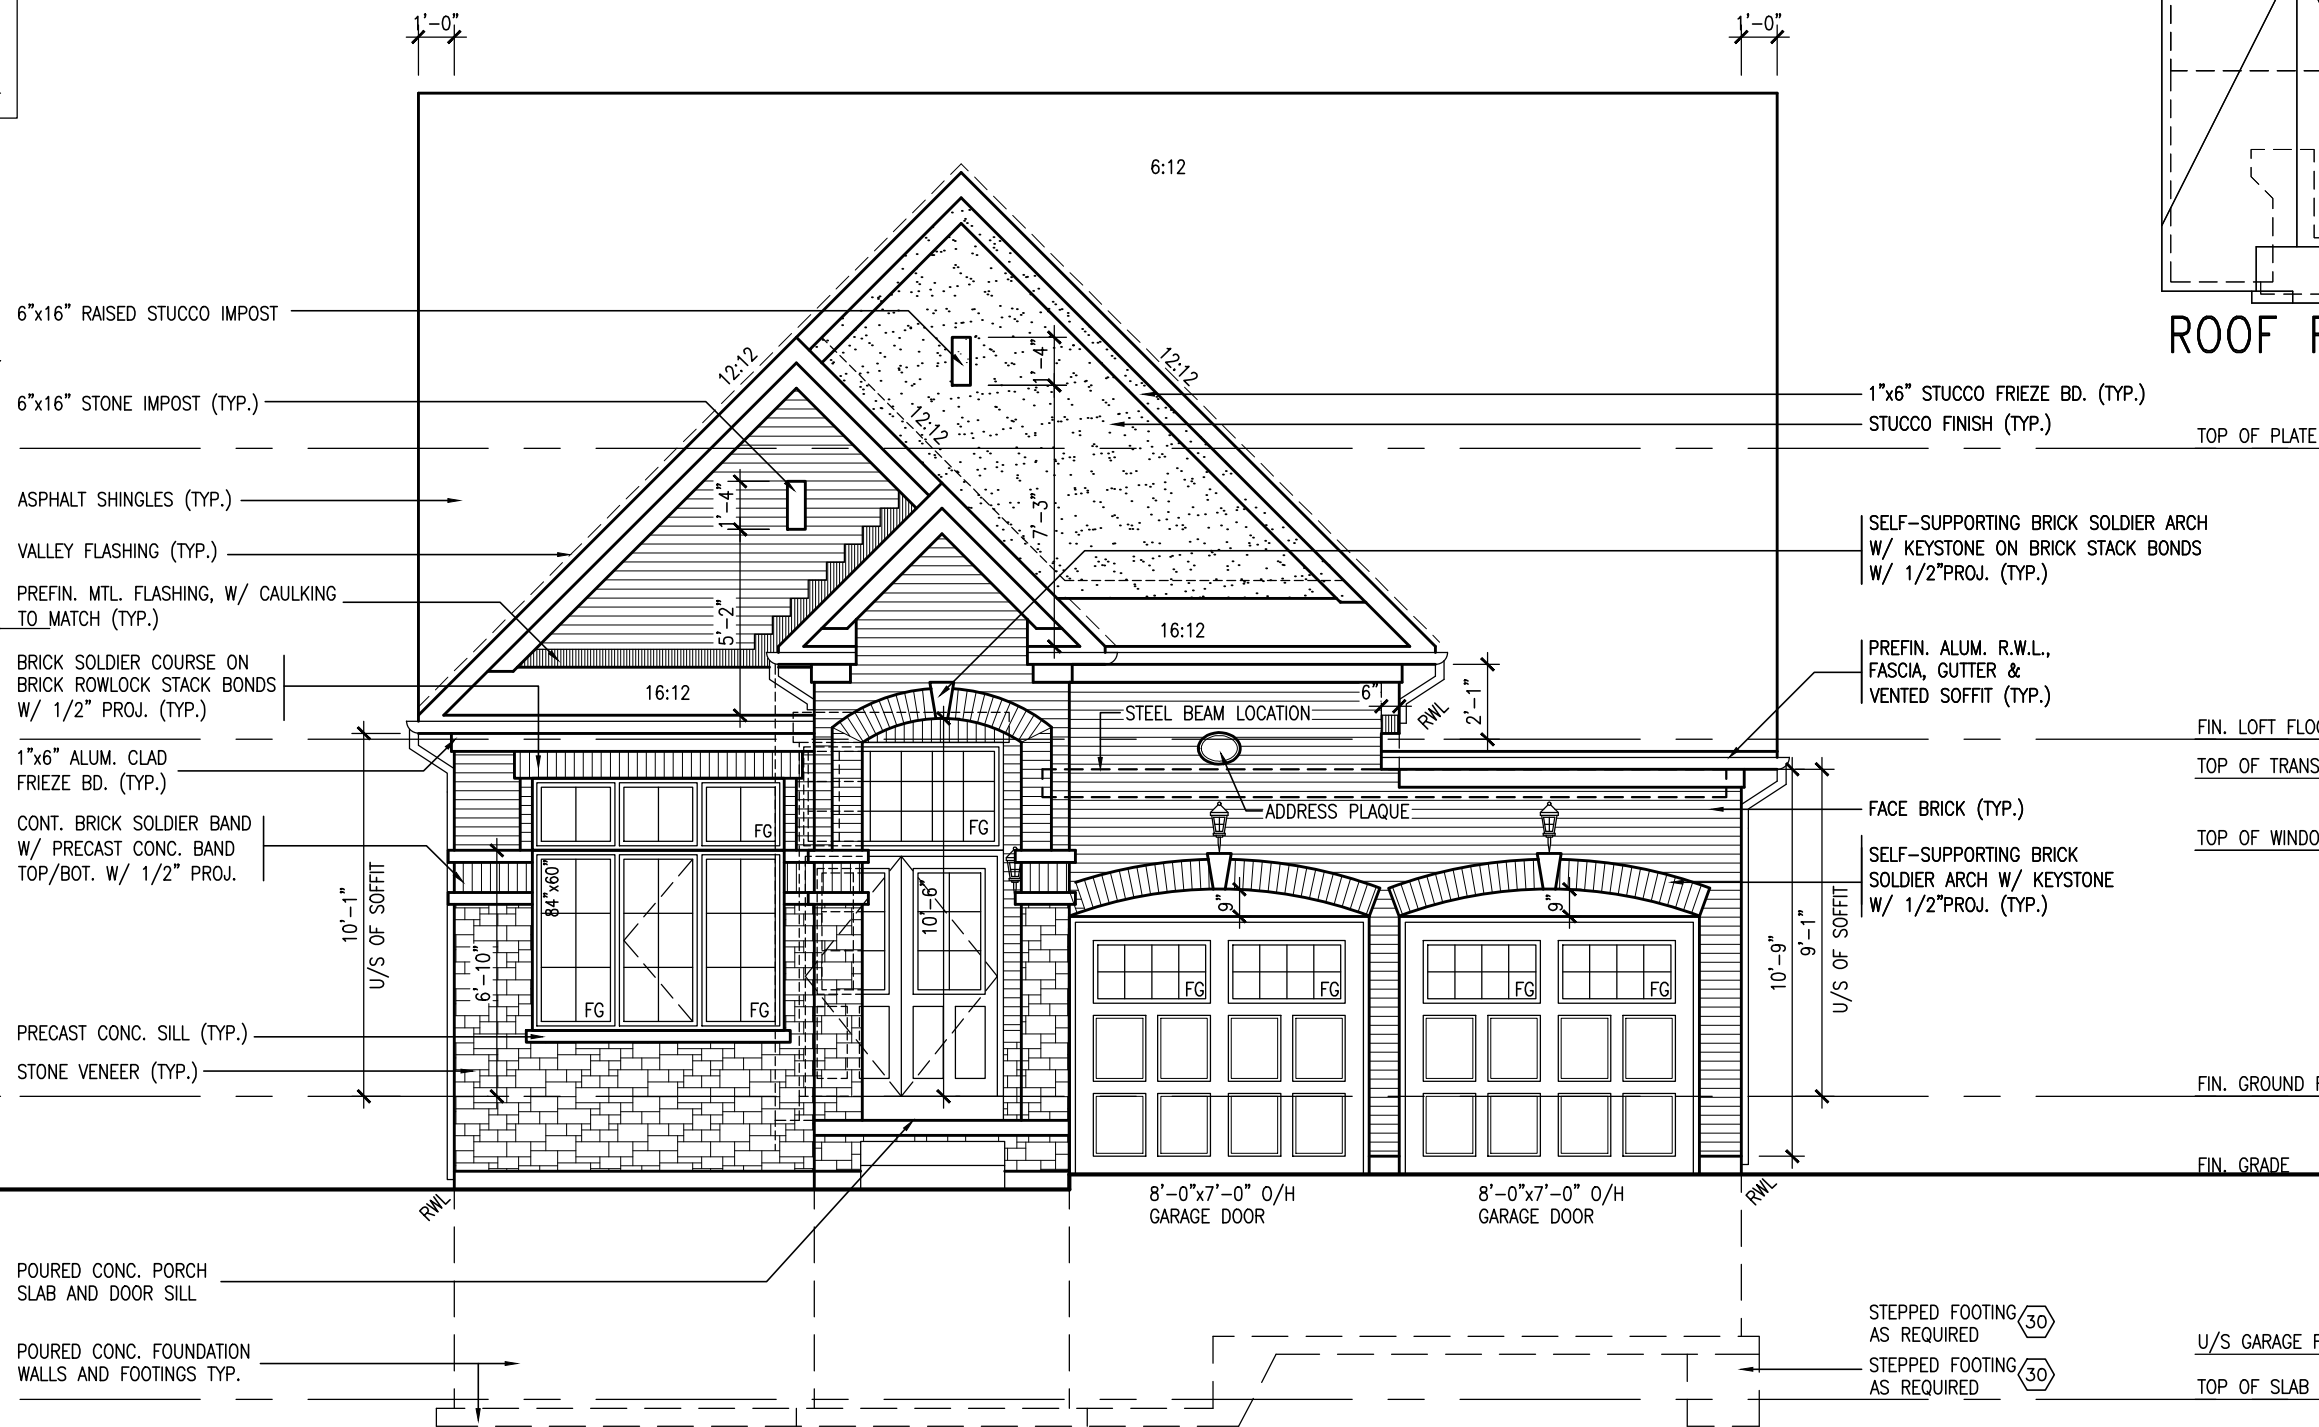 1'-0"
1'-0"
6:12
6"x16" RAISED STUCCO IMPOST
6"x16" STONE IMPOST (TYP.)
ASPHALT SHINGLES (TYP.)
VALLEY FLASHING (TYP.)
PREFIN. MTL. FLASHING, W/ CAULKING
TO MATCH (TYP.)
BRICK SOLDIER COURSE ON
BRICK ROWLOCK STACK BONDS
W/ 1/2" PROJ. (TYP.)
1"x6" ALUM. CLAD
FRIEZE BD. (TYP.)
CONT. BRICK SOLDIER BAND
W/ PRECAST CONC. BAND
TOP/BOT. W/ 1/2" PROJ.
PRECAST CONC. SILL (TYP.)
STONE VENEER (TYP.)
POURED CONC. PORCH
SLAB AND DOOR SILL
POURED CONC. FOUNDATION
WALLS AND FOOTINGS TYP.
12:12
12:12
12:12
1'-4"
1'-4"
7'-3"
5'-2"
16:12
16:12
6"
RWL
2'-1"
STEEL BEAM LOCATION
ADDRESS PLAQUE
FG
FG
84"x60"
10'-6"
9"
9"
10'-1"
U/S OF SOFFIT
6'-10"
FG
FG
FG
FG
FG
FG
10'-9"
9'-1"
U/S OF SOFFIT
RWL
RWL
8'-0"x7'-0" O/H
GARAGE DOOR
8'-0"x7'-0" O/H
GARAGE DOOR
1"x6" STUCCO FRIEZE BD. (TYP.)
STUCCO FINISH (TYP.)
SELF-SUPPORTING BRICK SOLDIER ARCH
W/ KEYSTONE ON BRICK STACK BONDS
W/ 1/2"PROJ. (TYP.)
PREFIN. ALUM. R.W.L.,
FASCIA, GUTTER &
VENTED SOFFIT (TYP.)
FACE BRICK (TYP.)
SELF-SUPPORTING BRICK
SOLDIER ARCH W/ KEYSTONE
W/ 1/2"PROJ. (TYP.)
STEPPED FOOTING 30
AS REQUIRED
STEPPED FOOTING 30
AS REQUIRED
ROOF
TOP OF PLATE
FIN. LOFT
TOP OF
TOP OF
FIN. GROUND
FIN. GRADE
U/S GARAGE
TOP OF SLAB